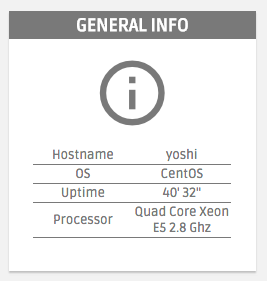 GENERAL INFO
Hostname yoshi
OS CentOS
Uptime 40' 32"
Processor Quad Core Xeon
E5 2.8 Ghz